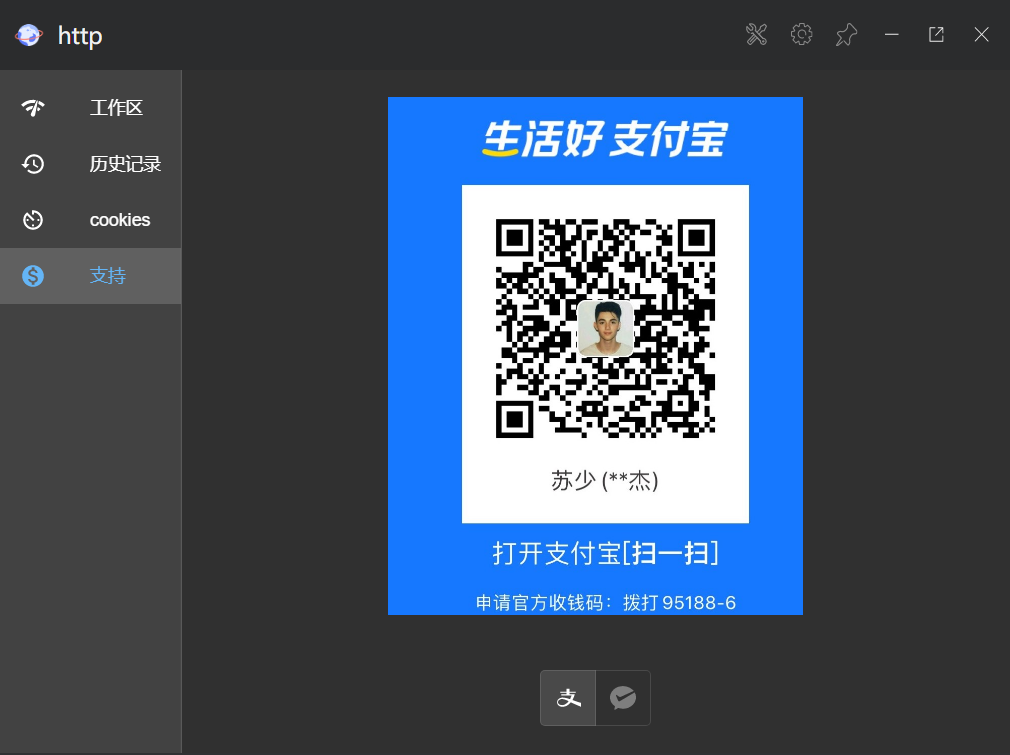 http
工作区
历史记录
cookies
支持
生活好 支付宝
苏少 (**杰)
打开支付宝[扫一扫]
申请官方收钱码：拨打 95188-6
支